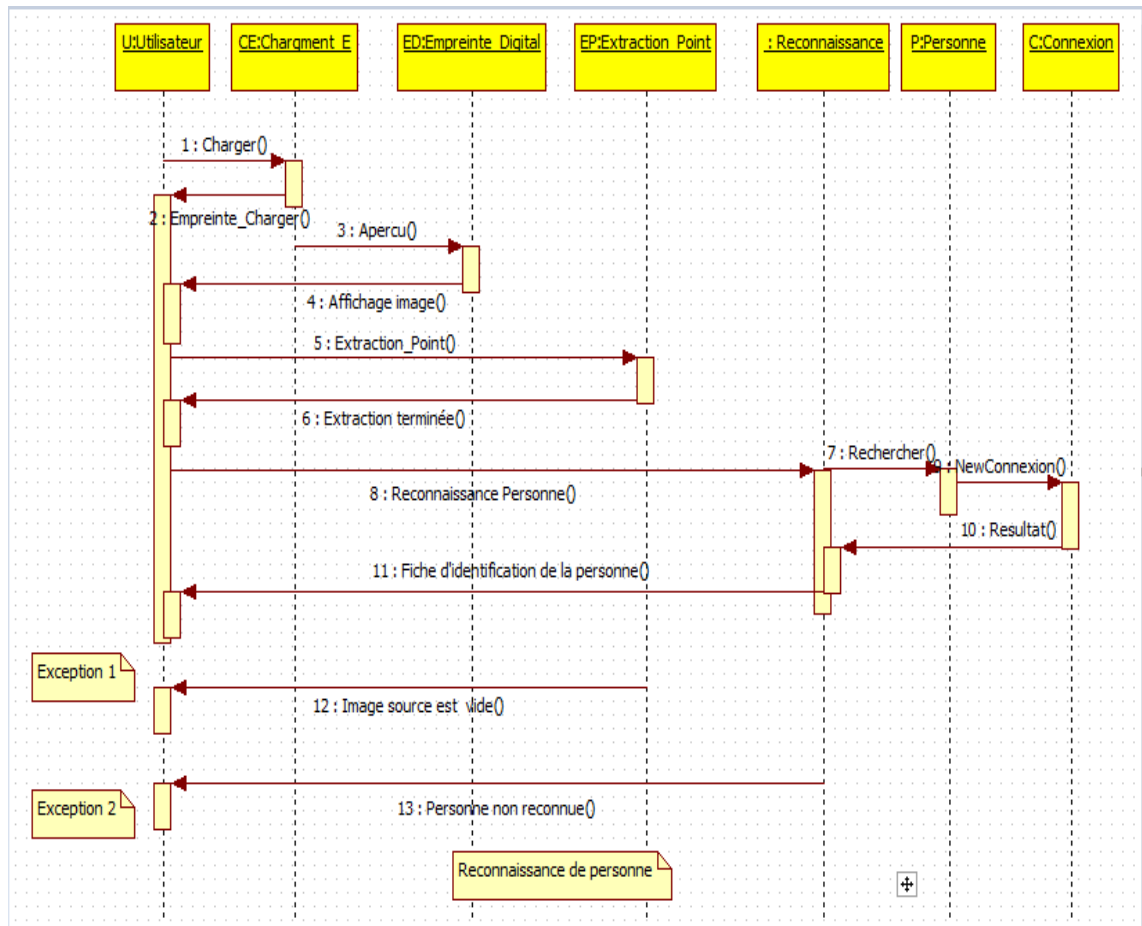 U:Utilisateur
CE:Chargment_E
ED:Empreinte_Digital
EP:Extraction_Point
: Reconnaissance
P:Personne
C:Connexion
1 : Charger()
2 : Empreinte_Charger()
3 : Apercu()
4 : Affichage image()
5 : Extraction_Point()
6 : Extraction terminée()
7 : Rechercher()
9 : NewConnexion()
8 : Reconnaissance Personne()
10 : Resultat()
11 : Fiche d'identification de la personne()
Exception 1
12 : Image source est vide()
Exception 2
13 : Personne non reconnue()
Reconnaissance de personne